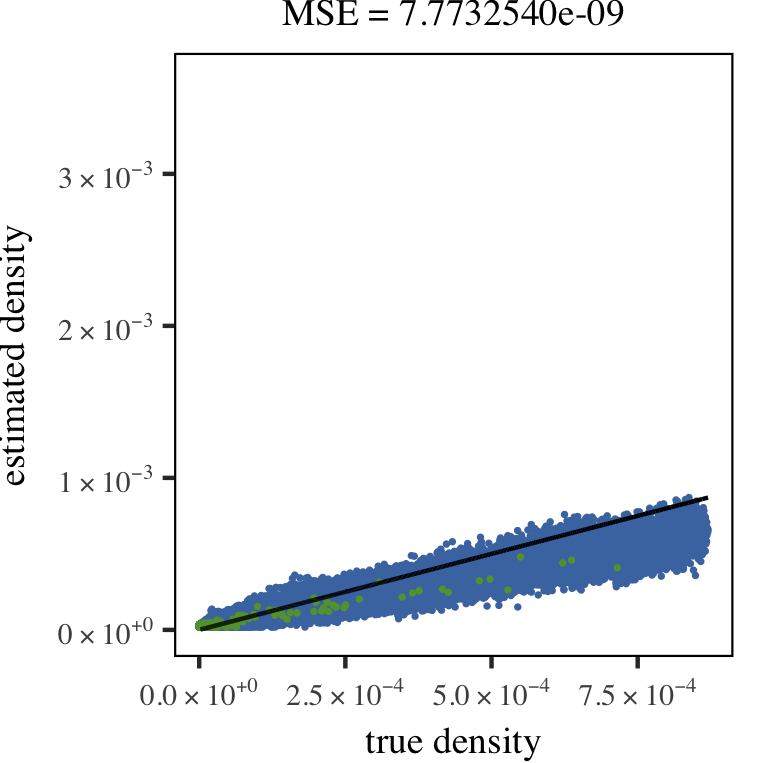 MSE = 7.7732540e-09
estimated density
3 × 10⁻³
2 × 10⁻³
1 × 10⁻³
0 × 10⁺⁰
0.0 × 10⁺⁰ 2.5 × 10⁻⁴ 5.0 × 10⁻⁴ 7.5 × 10⁻⁴
true density